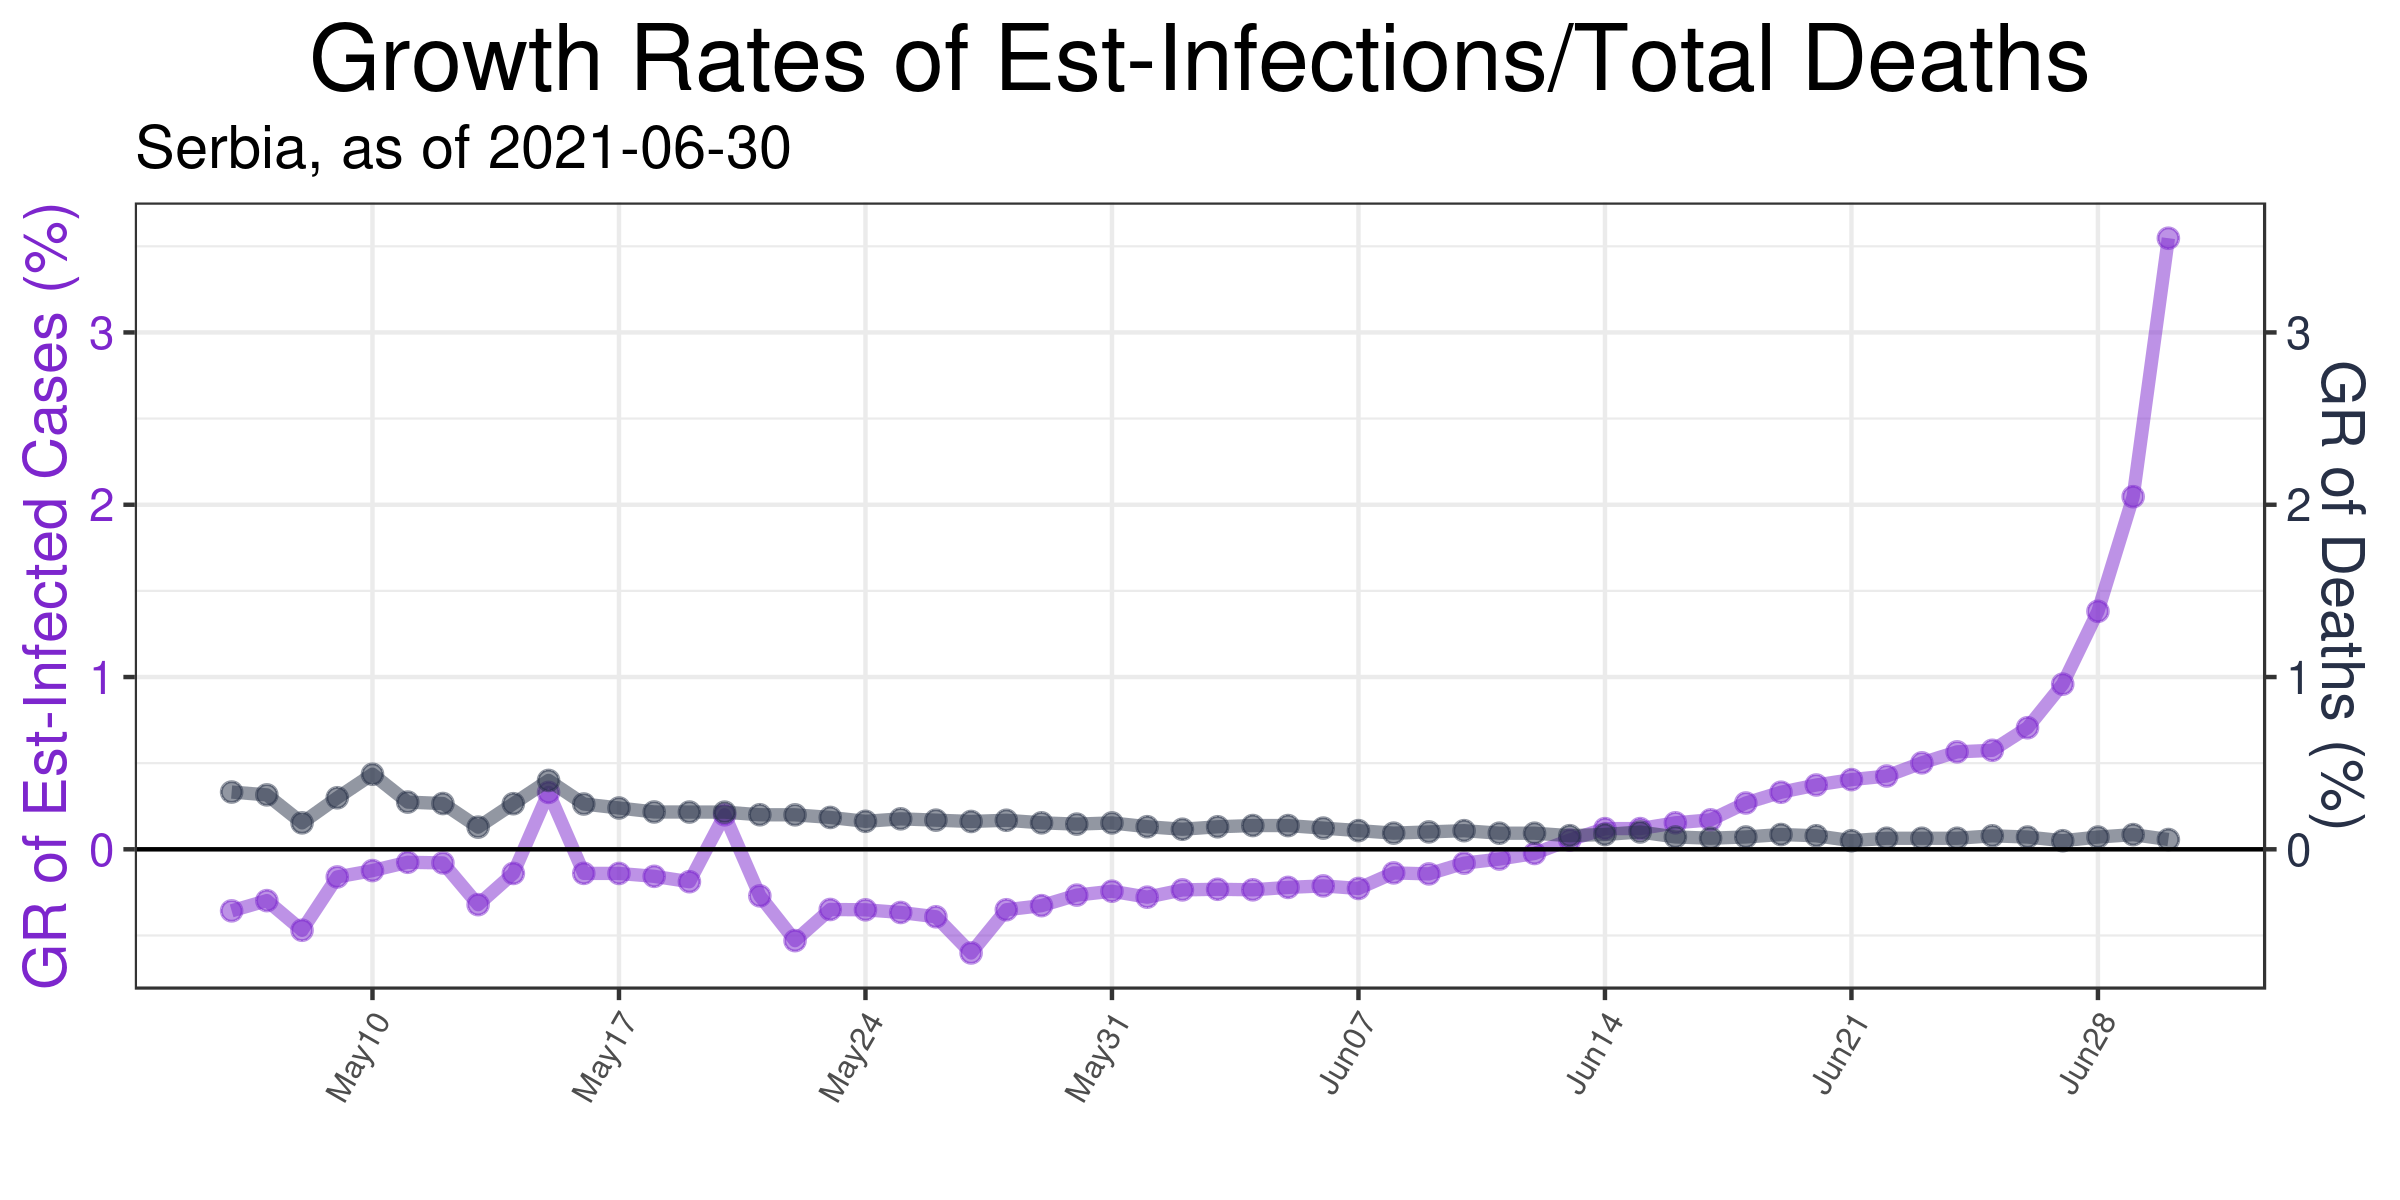 Growth Rates of Est-Infections/Total Deaths
Serbia, as of 2021-06-30
GR of Est-Infected Cases (%)
3
2
1
0
3
2
1
0
GR of Deaths (%)
May10
May17
May24
May31
Jun07
Jun14
Jun21
Jun28